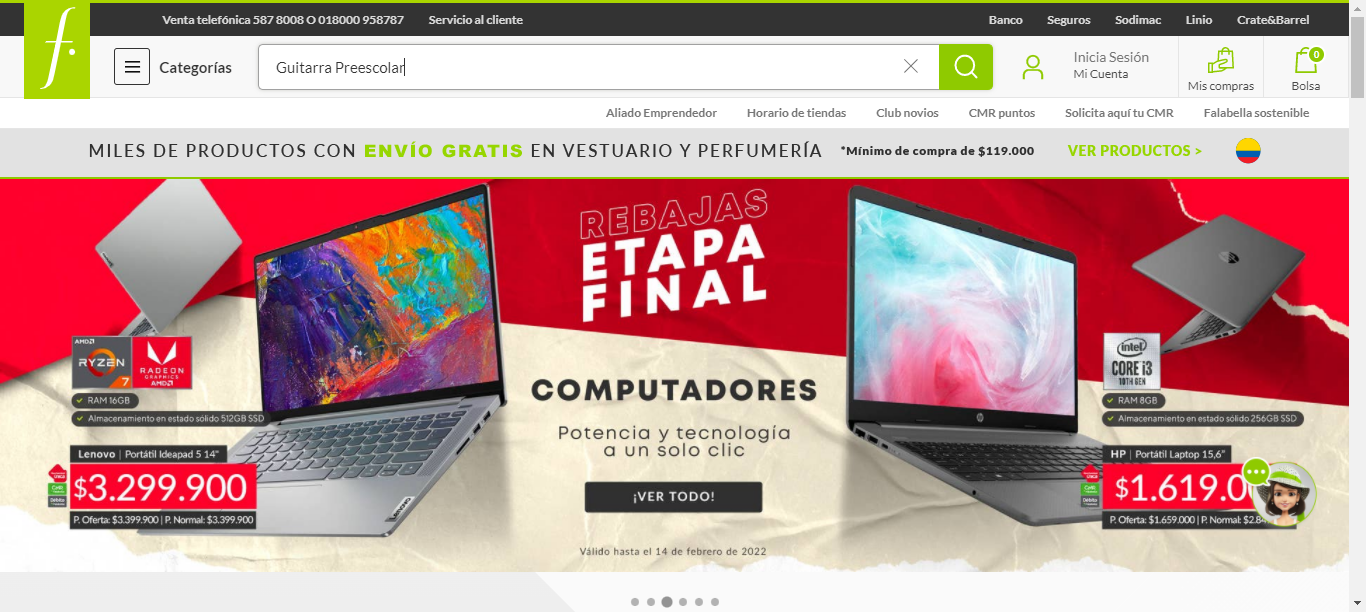 Venta telefónica 587 8008 O 018000 958787 Servicio al cliente Banco Seguros Sodimac Linio Crate&Barrel
f.
Categorías Guitarra Preescolar Inicia Sesión
Mi Cuenta Mis compras 0 Bolsa
Aliado Emprendedor Horario de tiendas Club novios CMR puntos Solicita aquí tu CMR Falabella sostenible
MILES DE PRODUCTOS CON ENVÍO GRATIS EN VESTUARIO Y PERFUMERÍA *Mínimo de compra de $119.000 VER PRODUCTOS >
REBAJAS
ETAPA
FINAL
COMPUTADORES
Potencia y tecnología
a un solo clic
¡VER TODO!
Válido hasta el 14 de febrero de 2022
AMD
RYZEN
7
RADEON
GRAPHICS
AMD
RAM 16GB
Almacenamiento en estado sólido 512GB SSD
Lenovo | Portátil Ideapad 5 14"
$3.299.900
P. Oferta: $3.399.900 | P. Normal: $3.399.900
Lenovo
hp
intel
CORE i3
10TH GEN
RAM 8GB
Almacenamiento en estado sólido 256GB SSD
HP | Portátil Laptop 15,6"
$1.619.0
P. Oferta: $1.659.000 | P. Normal: $2.8